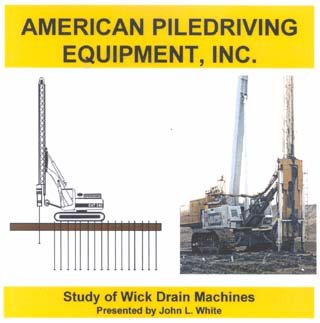 AMERICAN PILEDRIVING
EQUIPMENT, INC.
Study of Wick Drain Machines
Presented by John L. White